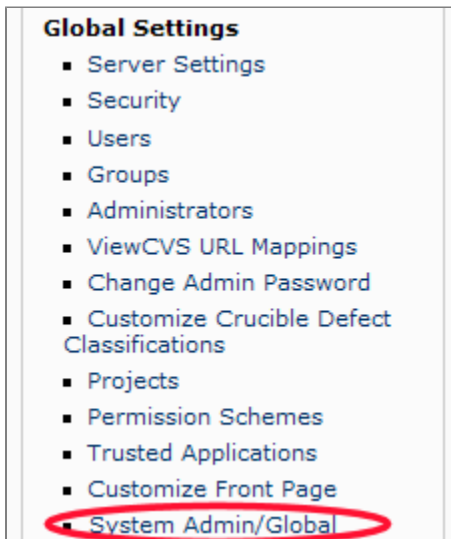 Global Settings
Server Settings
Security
Users
Groups
Administrators
ViewCVS URL Mappings
Change Admin Password
Customize Crucible Defect
Classifications
Projects
Permission Schemes
Trusted Applications
Customize Front Page
System Admin/Global